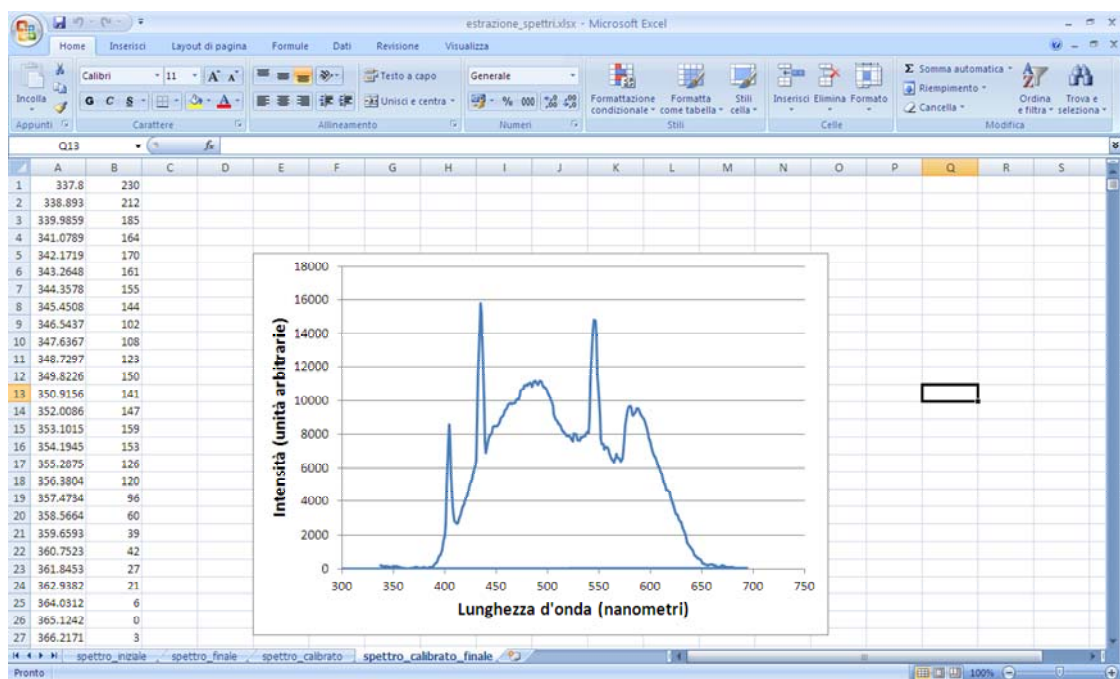 estrazione_spettri.xlsx - Microsoft Excel
Home Inserisci Layout di pagina Formule Dati Revisione Visualizza
Incolla
Calibri 11 A A
G C S A
Testo a capo
Unisci e centra
Generale
% 000
Formattazione condizionale
Formatta come tabella
Stili cella
Inserisci Elimina Formato
Somma automatica
Riempimento
Cancella
Ordina e filtra
Trova e seleziona
Appunti Carattere Allineamento Numeri Stili Celle Modifica
Q13 fx
A B C D E F G H I J K L M N O P Q R S
1 337.8 230
2 338.893 212
3 339.9859 185
4 341.0789 164
5 342.1719 170
6 343.2648 161
7 344.3578 155
8 345.4508 144
9 346.5437 102
10 347.6367 108
11 348.7297 123
12 349.8226 150
13 350.9156 141
14 352.0086 147
15 353.1015 159
16 354.1945 153
17 355.2875 126
18 356.3804 120
19 357.4734 96
20 358.5664 60
21 359.6593 39
22 360.7523 42
23 361.8453 27
24 362.9382 21
25 364.0312 6
26 365.1242 0
27 366.2171 3
Intensità (unità arbitrarie)
18000
16000
14000
12000
10000
8000
6000
4000
2000
0
300 350 400 450 500 550 600 650 700 750
Lunghezza d'onda (nanometri)
spettro_iniziale spettro_finale spettro_calibrato spettro_calibrato_finale
Pronto 100%